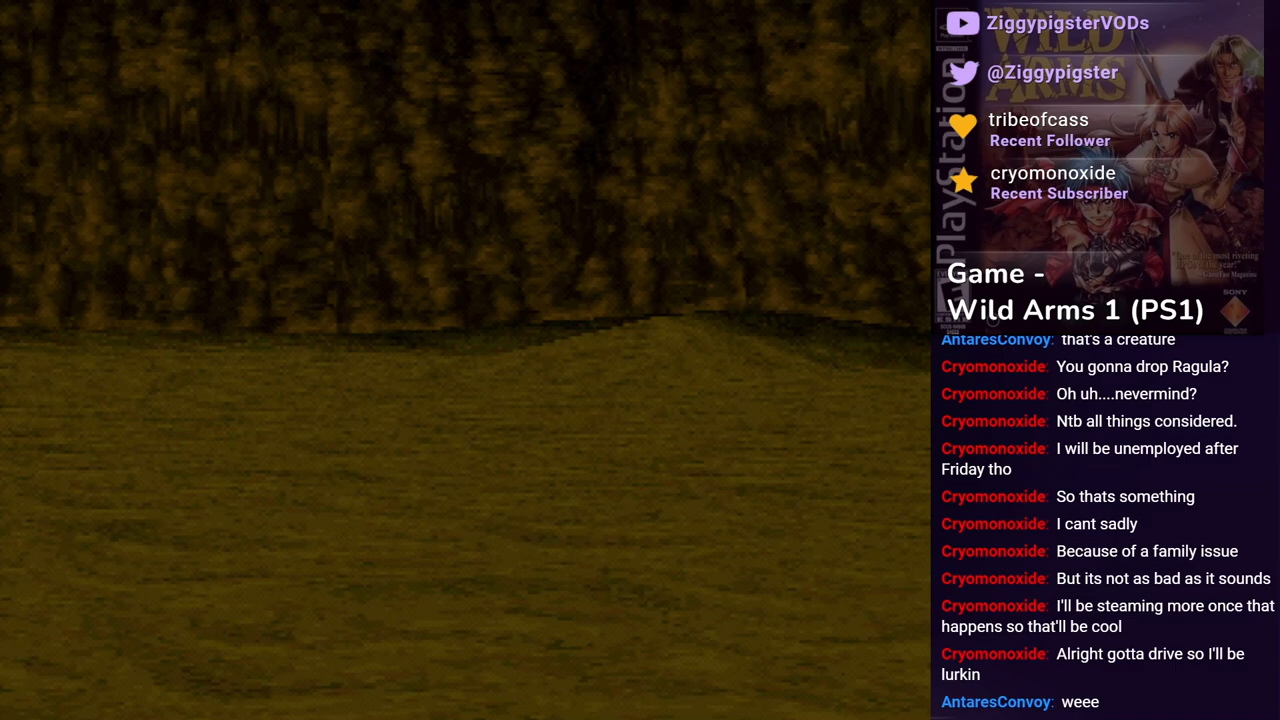 ZiggypigsterVODs
@Ziggypigster
tribeofcass
Recent Follower
cryomonoxide
Recent Subscriber
WILD
ARMS
PlayStation
Game -
Wild Arms 1 (PS1)
SONY
AntaresConvoy: that's a creature
Cryomonoxide: You gonna drop Ragula?
Cryomonoxide: Oh uh....nevermind?
Cryomonoxide: Ntb all things considered.
Cryomonoxide: I will be unemployed after
Friday tho
Cryomonoxide: So thats something
Cryomonoxide: I cant sadly
Cryomonoxide: Because of a family issue
Cryomonoxide: But its not as bad as it sounds
Cryomonoxide: I'll be steaming more once that
happens so that'll be cool
Cryomonoxide: Alright gotta drive so I'll be
lurkin
AntaresConvoy: weee